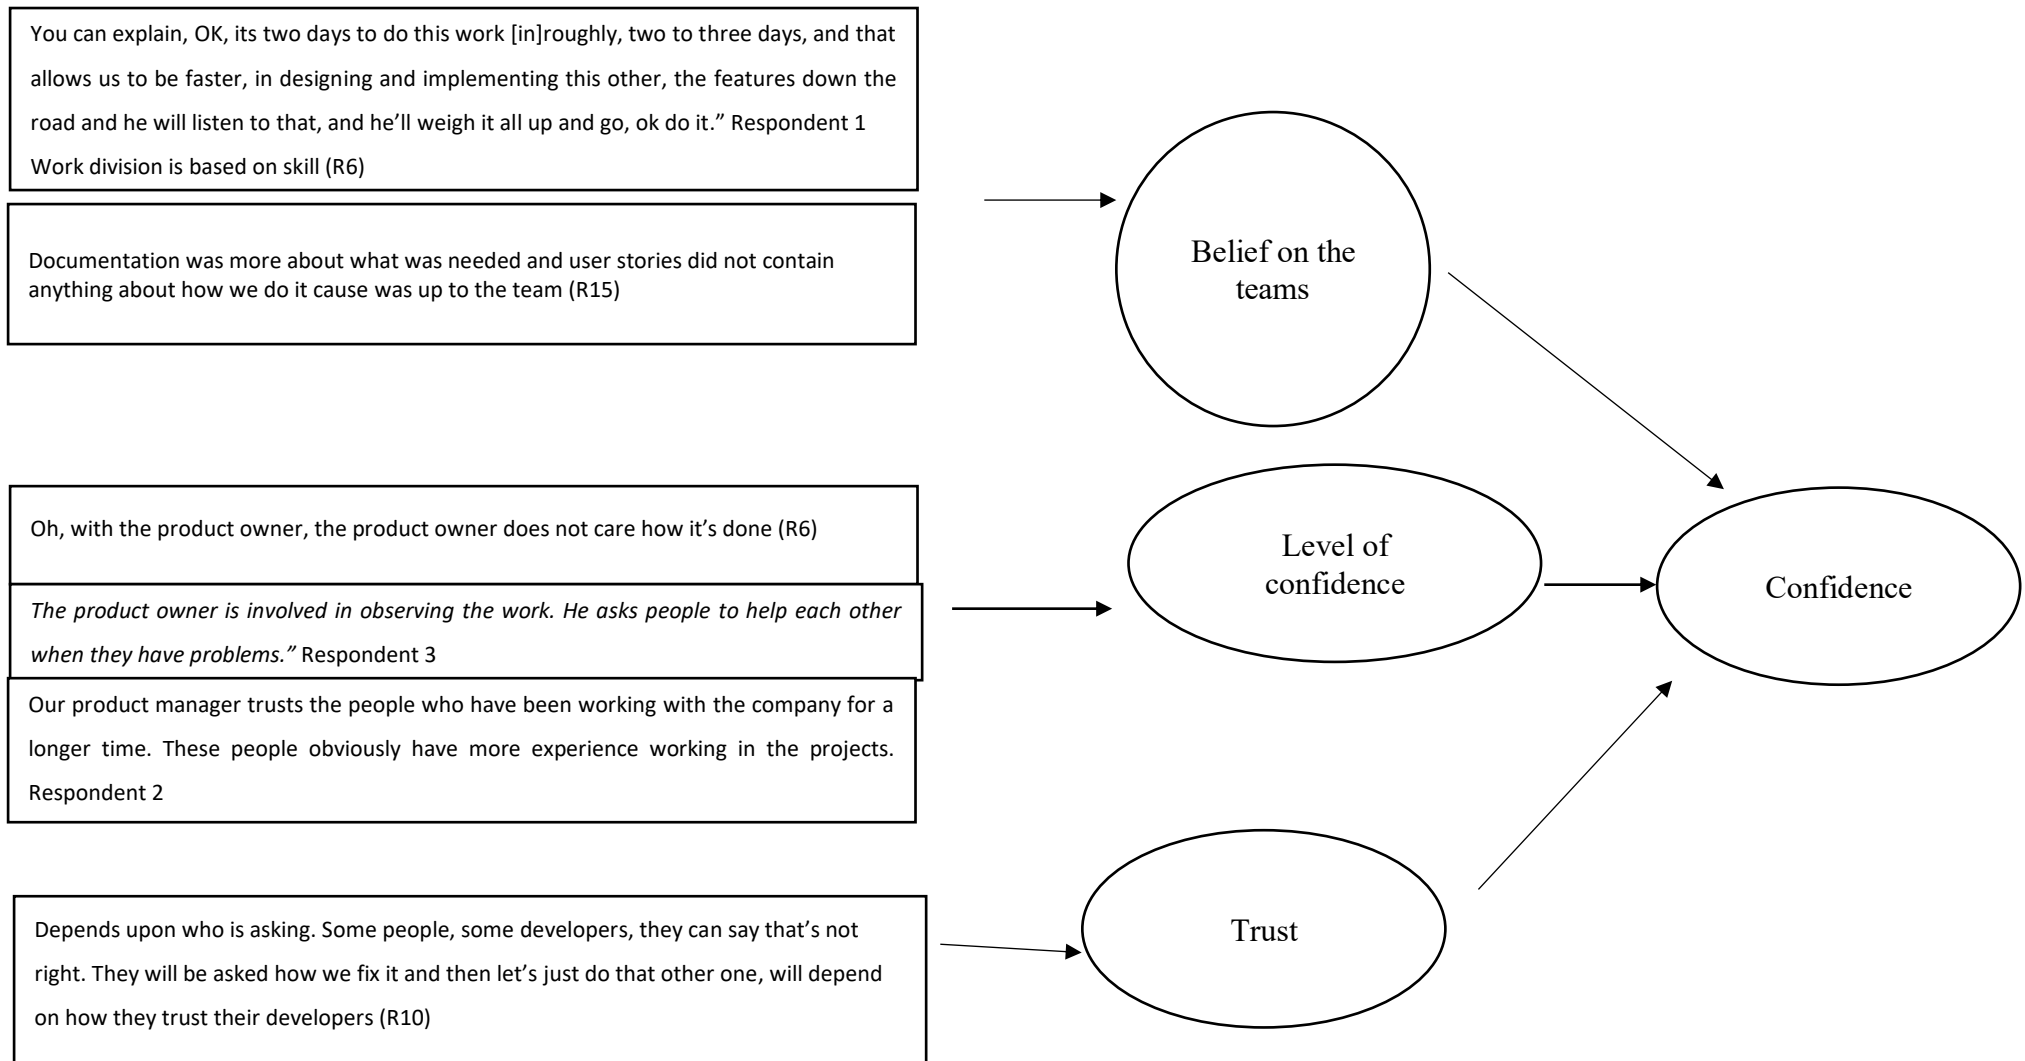 You can explain, OK, its two days to do this work [in]roughly, two to three days, and that
allows us to be faster, in designing and implementing this other, the features down the
road and he will listen to that, and he’ll weigh it all up and go, ok do it.” Respondent 1
Work division is based on skill (R6)
Documentation was more about what was needed and user stories did not contain
anything about how we do it cause was up to the team (R15)
Belief on the
teams
Oh, with the product owner, the product owner does not care how it’s done (R6)
The product owner is involved in observing the work. He asks people to help each other
when they have problems.” Respondent 3
Our product manager trusts the people who have been working with the company for a
longer time. These people obviously have more experience working in the projects.
Respondent 2
Level of
confidence
Confidence
Depends upon who is asking. Some people, some developers, they can say that’s not
right. They will be asked how we fix it and then let’s just do that other one, will depend
on how they trust their developers (R10)
Trust